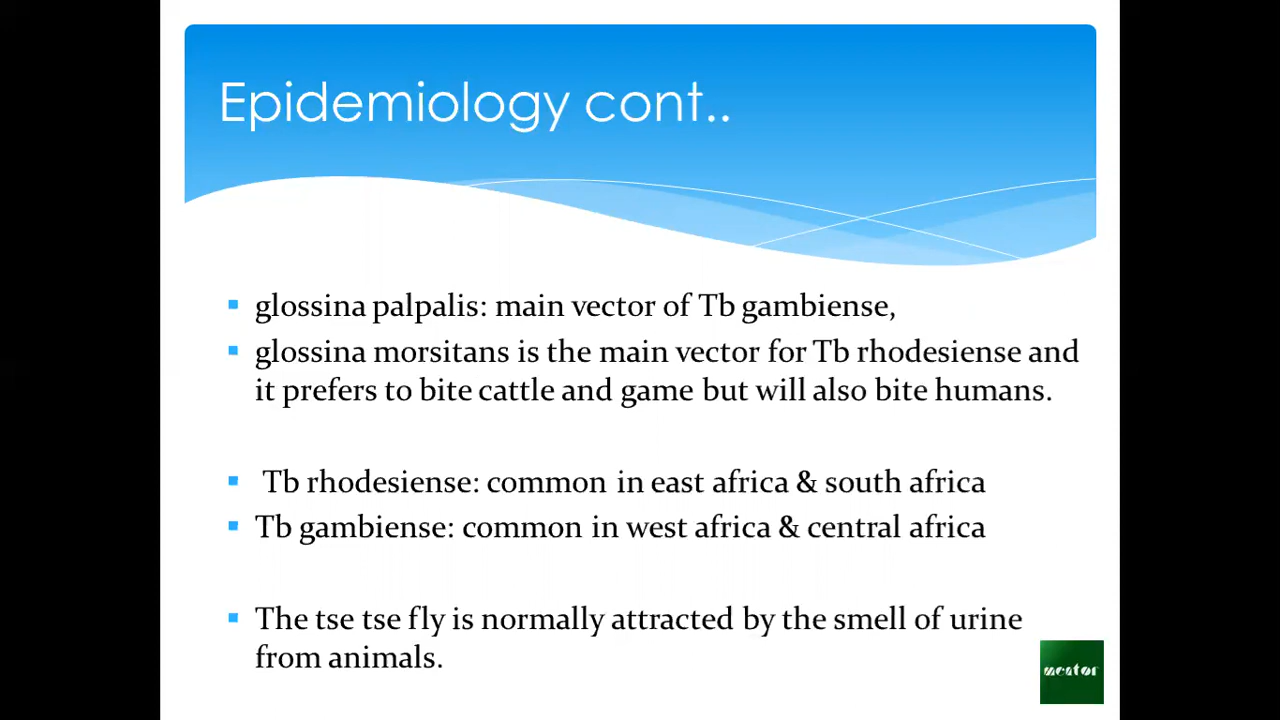 Epidemiology cont..
glossina palpalis: main vector of Tb gambiense,
glossina morsitans is the main vector for Tb rhodesiense and
it prefers to bite cattle and game but will also bite humans.
Tb rhodesiense: common in east africa & south africa
Tb gambiense: common in west africa & central africa
The tse tse fly is normally attracted by the smell of urine
from animals.
mentor